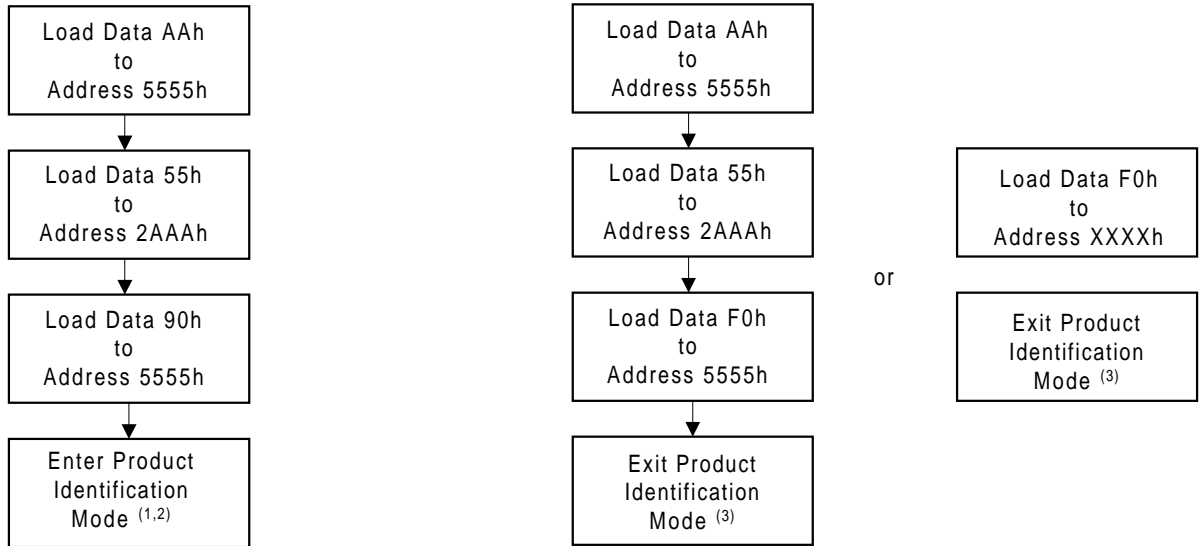 Load Data AAh
to
Address 5555h
Load Data 55h
to
Address 2AAAh
Load Data 90h
to
Address 5555h
Enter Product
Identification
Mode (1,2)
Load Data AAh
to
Address 5555h
Load Data 55h
to
Address 2AAAh
Load Data F0h
to
Address 5555h
Exit Product
Identification
Mode (3)
or
Load Data F0h
to
Address XXXXh
Exit Product
Identification
Mode (3)